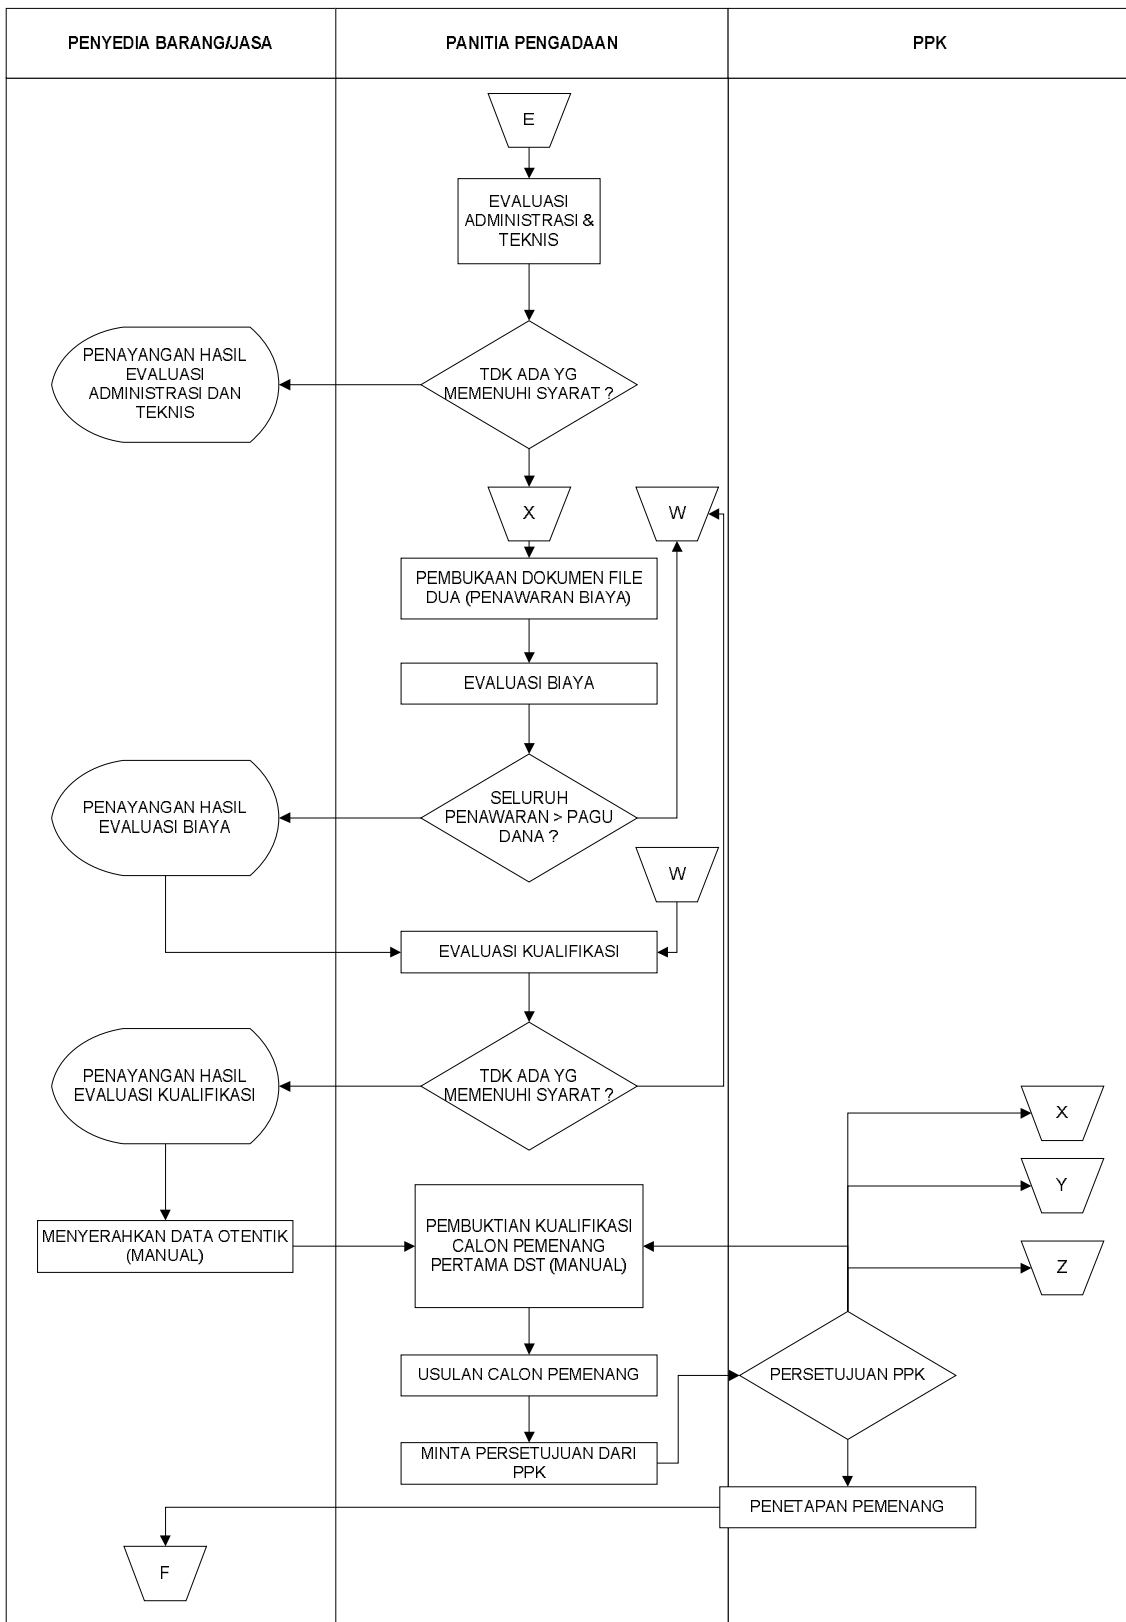 PENYEDIA BARANG/JASA
PANITIA PENGADAAN
PPK
E
EVALUASI
ADMINISTRASI &
TEKNIS
TDK ADA YG
MEMENUHI SYARAT ?
PENAYANGAN HASIL
EVALUASI
ADMINISTRASI DAN
TEKNIS
X
W
PEMBUKAAN DOKUMEN FILE
DUA (PENAWARAN BIAYA)
EVALUASI BIAYA
SELURUH
PENAWARAN > PAGU
DANA ?
PENAYANGAN HASIL
EVALUASI BIAYA
W
EVALUASI KUALIFIKASI
TDK ADA YG
MEMENUHI SYARAT ?
PENAYANGAN HASIL
EVALUASI KUALIFIKASI
X
Y
Z
MENYERAHKAN DATA OTENTIK
(MANUAL)
PEMBUKTIAN KUALIFIKASI
CALON PEMENANG
PERTAMA DST (MANUAL)
USULAN CALON PEMENANG
PERSETUJUAN PPK
MINTA PERSETUJUAN DARI
PPK
PENETAPAN PEMENANG
F